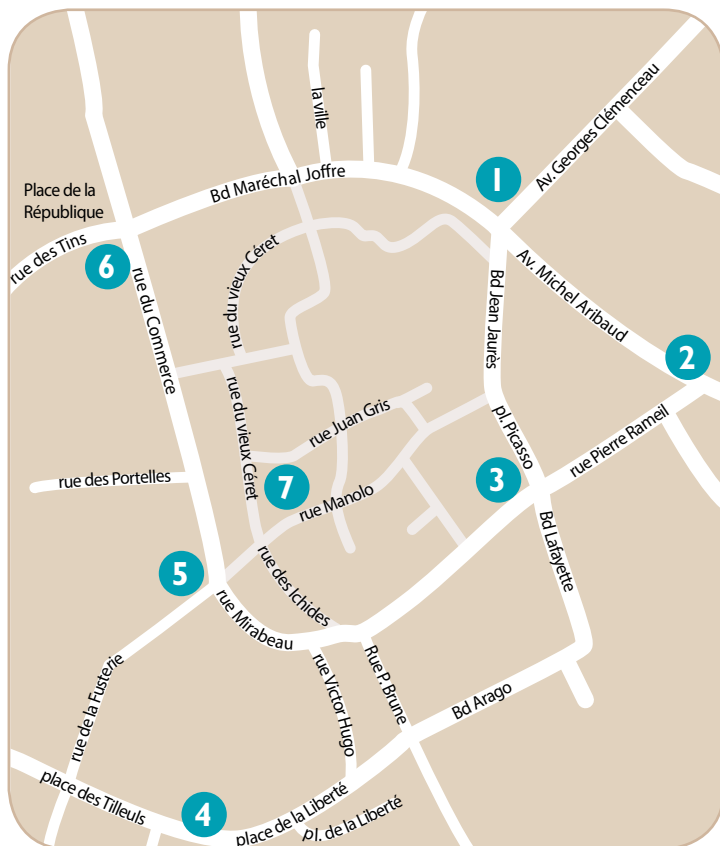 la ville
Av. Georges Clémenceau
1
Bd Maréchal Joffre
Place de la
République
rue des Tins
6
rue du vieux Céret
Av. Michel Aribaud
Bd Jean Jaurès
rue du Commerce
2
rue du vieux Céret
rue Juan Gris
pl. Picasso
rue Pierre Rameil
rue des Portelles
7
3
rue Manolo
Bd Lafayette
5
rue des Ichides
rue Mirabeau
rue de la Fusterie
rue Victor Hugo
Rue P. Brune
Bd Arago
place des Tilleuls
4
place de la Liberté
pl. de la Liberté